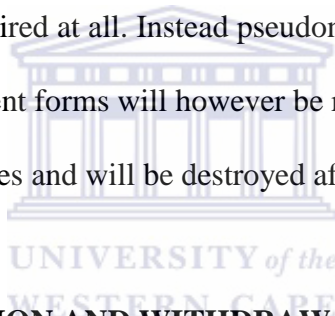 ired at all. Instead pseudon
ent forms will however be r
es and will be destroyed af
UNIVERSITY of the
WESTERN CAPE
ION AND WITHDRAW